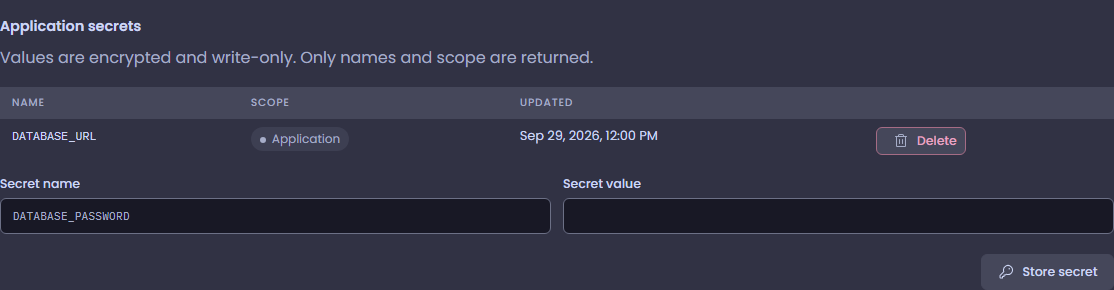 Application secrets
Values are encrypted and write-only. Only names and scope are returned.
NAME SCOPE UPDATED
DATABASE_URL Application Sep 29, 2026, 12:00 PM Delete
Secret name Secret value
DATABASE_PASSWORD
Store secret